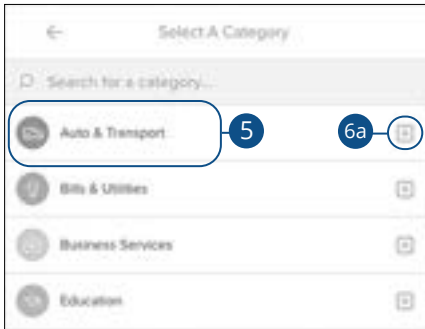 Select A Category
Search for a category...
Auto & Transport 5 6a
Bills & Utilities
Business Services
Education